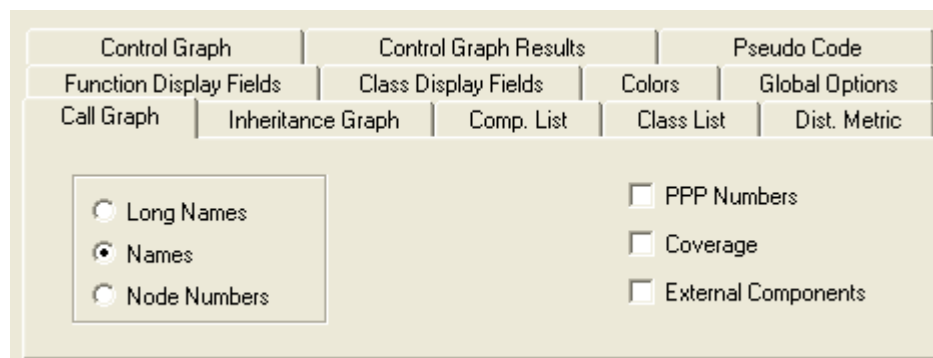 Control Graph Control Graph Results Pseudo Code
Function Display Fields Class Display Fields Colors Global Options
Call Graph Inheritance Graph Comp. List Class List Dist. Metric
Long Names
Names
Node Numbers
PPP Numbers
Coverage
External Components